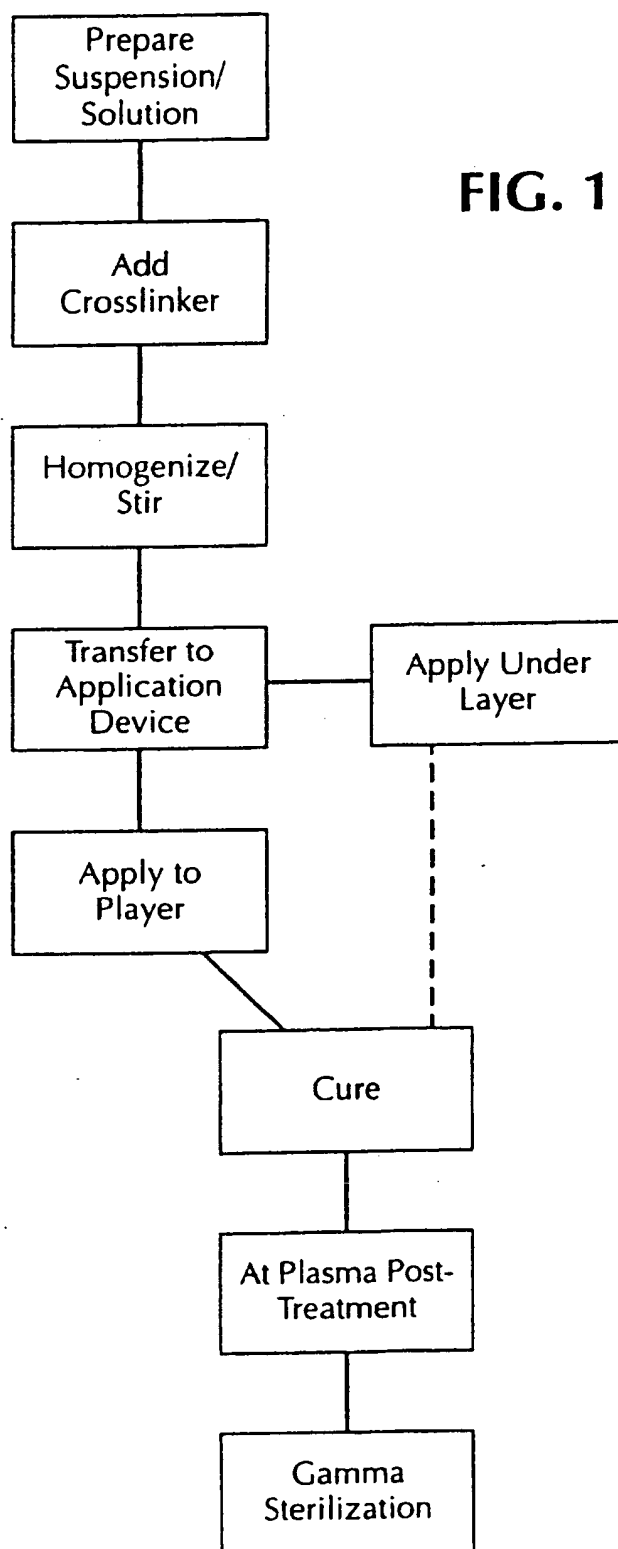 Prepare
Suspension/
Solution
FIG. 1
Add
Crosslinker
Homogenize/
Stir
Transfer to
Application
Device
Apply Under
Layer
Apply to
Player
Cure
At Plasma Post-
Treatment
Gamma
Sterilization